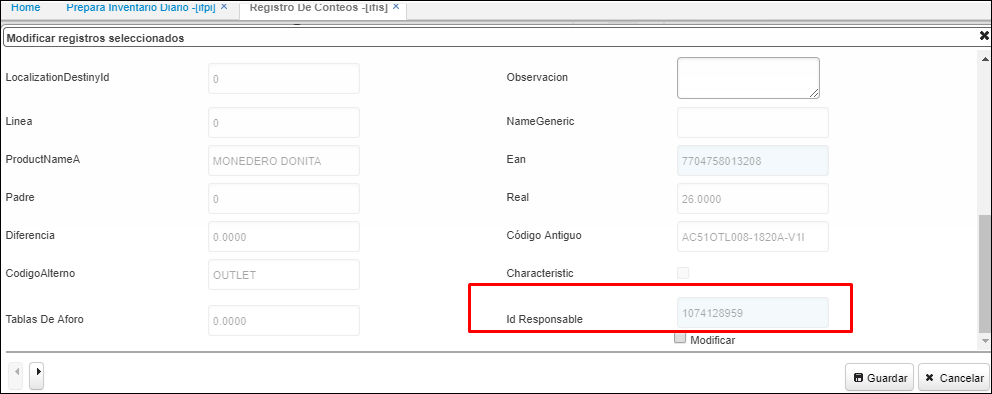 Home Prepara Inventario Diario -[ifpi] × Registro De Conteos -[ifis] ×
Modificar registros seleccionados ✖
LocalizationDestinyId 0 Observacion
Linea 0 NameGeneric
ProductNameA MONEDERO DONITA Ean 7704758013208
Padre 0 Real 26.0000
Diferencia 0.0000 Código Antiguo AC51OTL008-1820A-V1I
CodigoAlterno OUTLET Characteristic
Tablas De Aforo 0.0000 Id Responsable 1074128959
Modificar
Guardar ✖ Cancelar